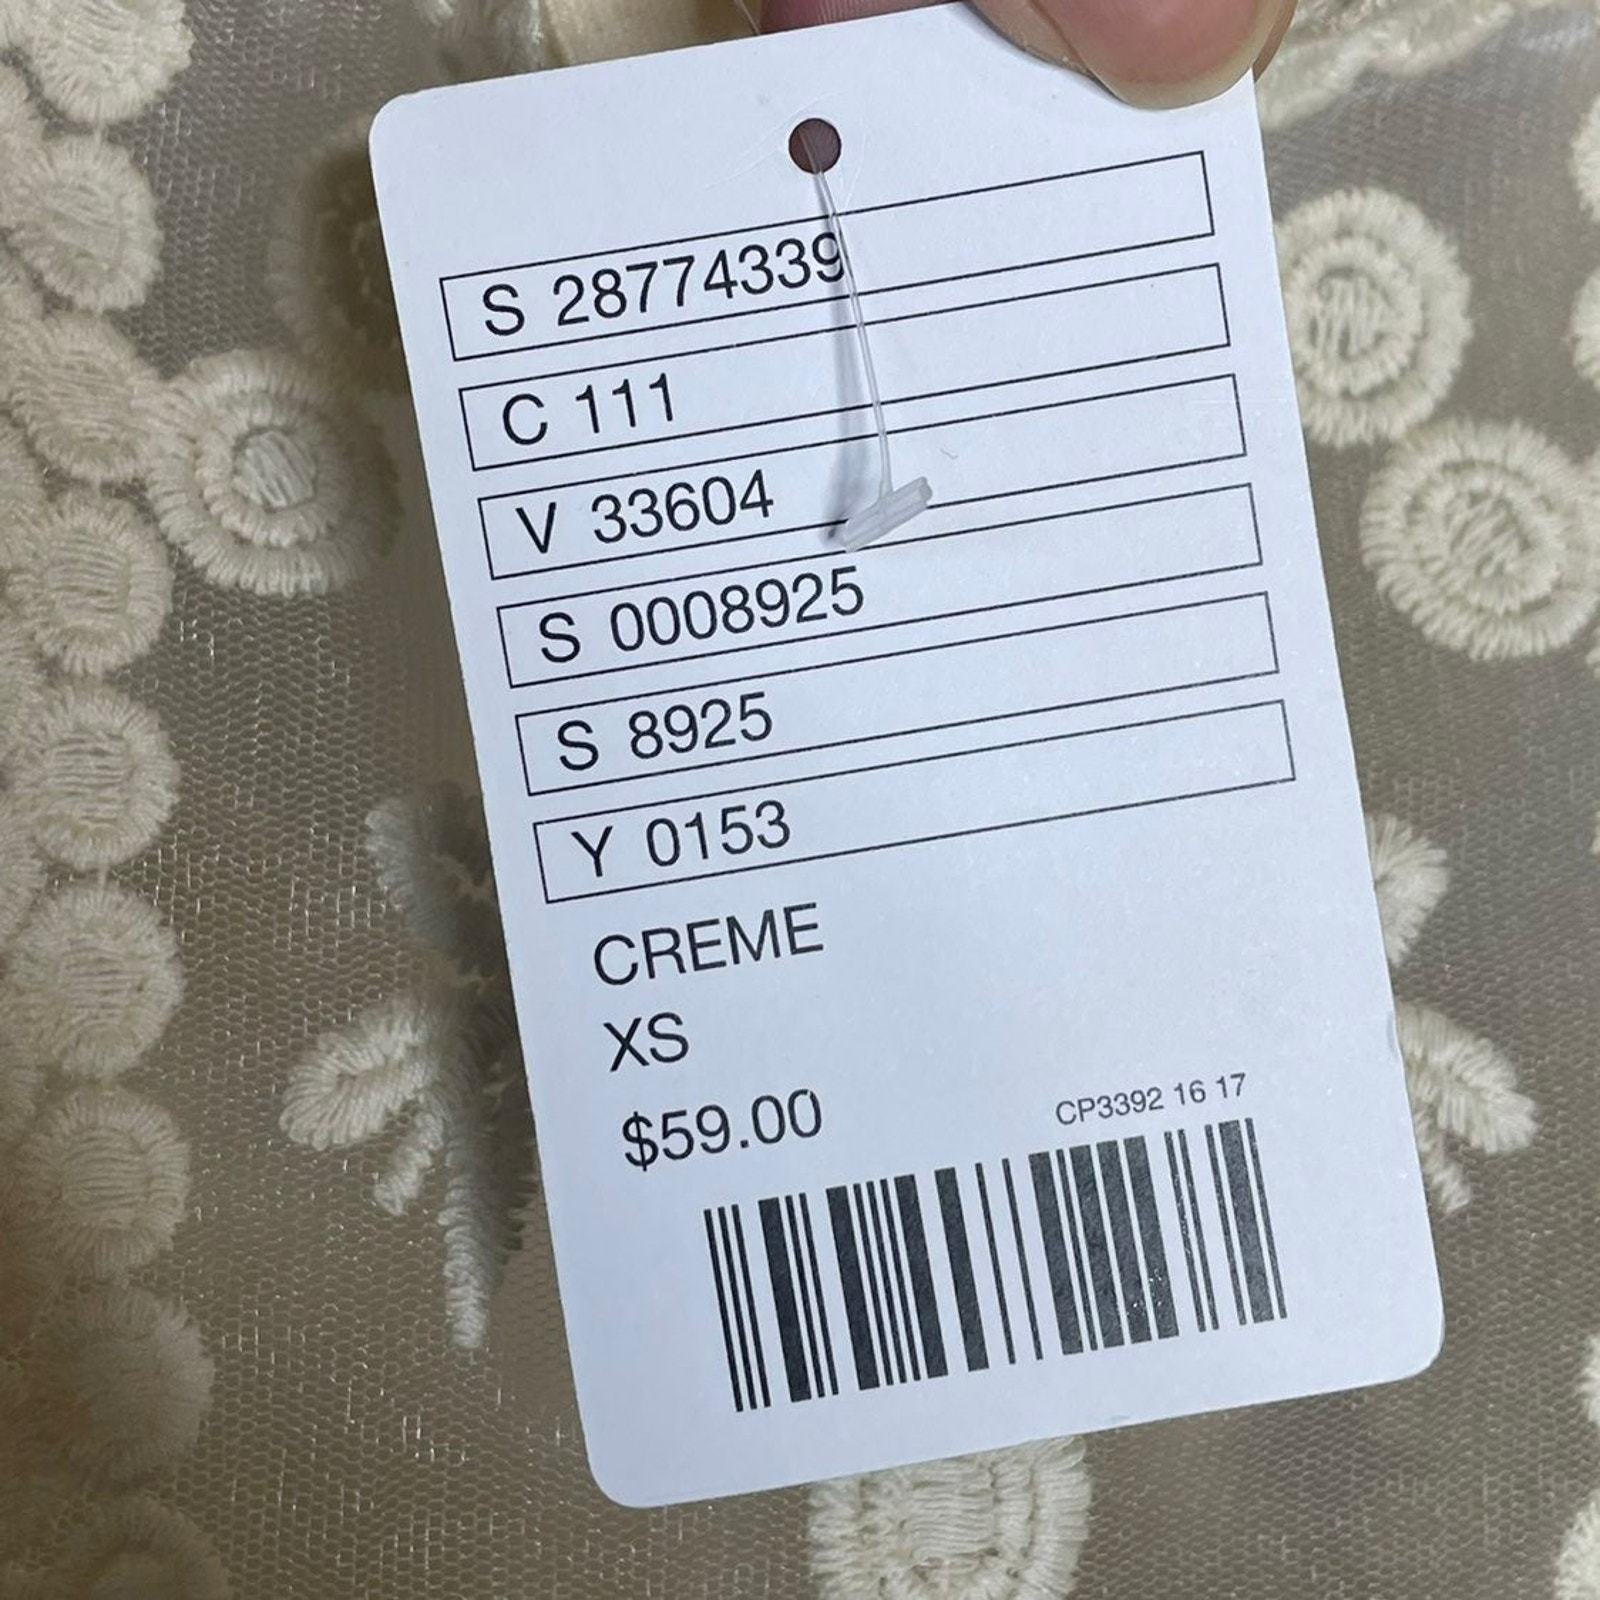 S 28774339
C 111
V 33604
S 0008925
S 8925
Y 0153
CREME
XS
$59.00
CP3392 16 17